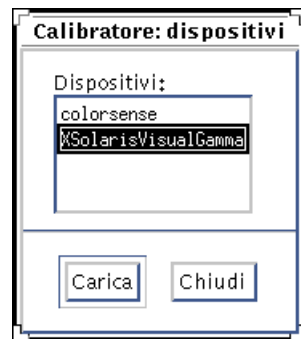 Calibratore: dispositivi
Dispositivi:
colorsense
XSolarisVisualGamma
Carica
Chiudi